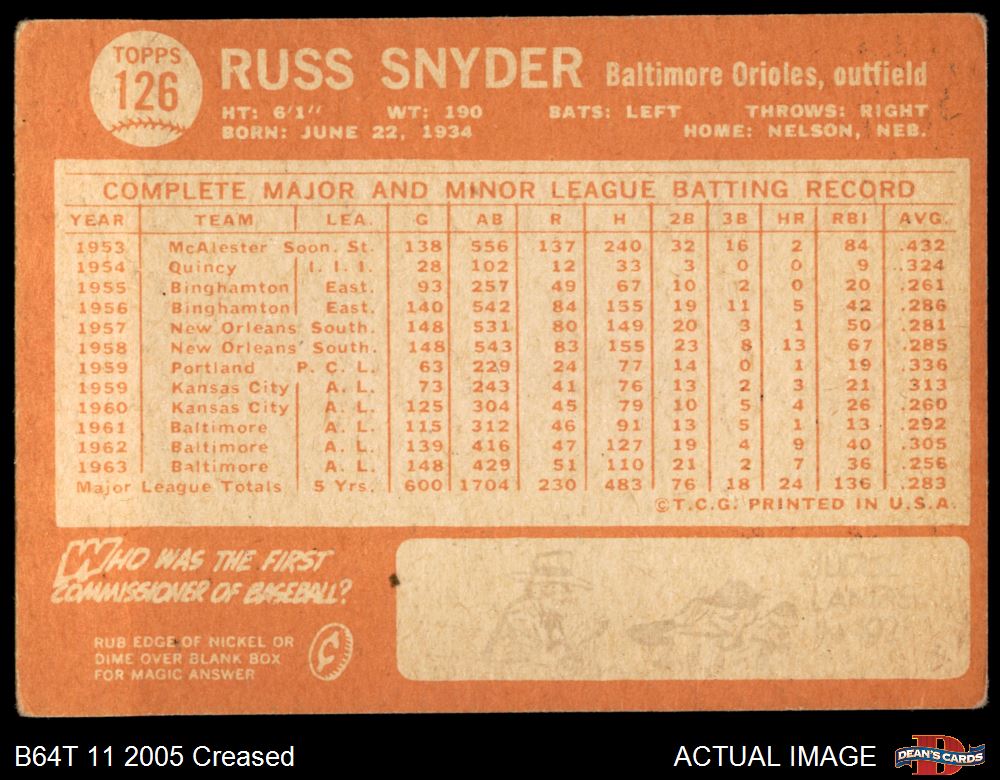 TOPPS
126
RUSS SNYDER Baltimore Orioles, outfield
HT: 6'1'' WT: 190 BATS: LEFT THROWS: RIGHT
BORN: JUNE 22, 1934 HOME: NELSON, NEB.
COMPLETE MAJOR AND MINOR LEAGUE BATTING RECORD
YEAR TEAM LEA. G AB R H 2B 3B HR RBI AVG.
1953 McAlester Soon. St. 138 556 137 240 32 16 2 84 .432
1954 Quincy I. I. I. 28 102 12 33 3 0 0 9 .324
1955 Binghamton East. 93 257 49 67 10 2 0 20 .261
1956 Binghamton East. 140 542 84 155 19 11 5 42 .286
1957 New Orleans South. 148 531 80 149 20 3 1 50 .281
1958 New Orleans South. 148 543 83 155 23 8 13 67 .285
1959 Portland P. C. L. 63 229 24 77 14 0 1 19 .336
1959 Kansas City A. L. 73 243 41 76 13 2 3 21 .313
1960 Kansas City A. L. 125 304 45 79 10 5 4 26 .260
1961 Baltimore A. L. 115 312 46 91 13 5 1 13 .292
1962 Baltimore A. L. 139 416 47 127 19 4 9 40 .305
1963 Baltimore A. L. 148 429 51 110 21 2 7 36 .256
Major League Totals 5 Yrs. 600 1704 230 483 76 18 24 136 .283
©T.C.G. PRINTED IN U.S.A.
WHO WAS THE FIRST
COMMISSIONER OF BASEBALL?
RUB EDGE OF NICKEL OR
DIME OVER BLANK BOX
FOR MAGIC ANSWER
B64T 11 2005 Creased
ACTUAL IMAGE
DEAN'S CARDS